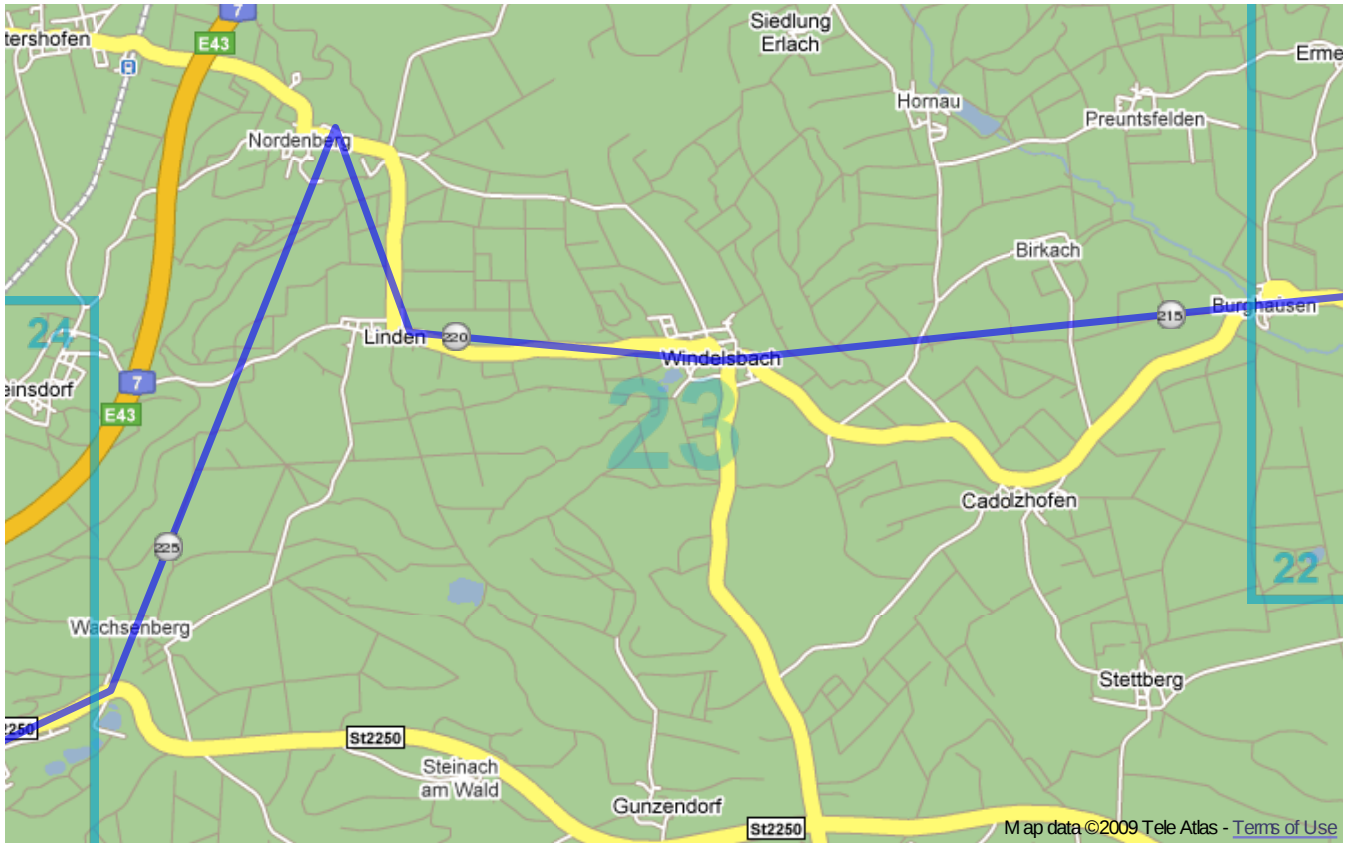 7
tershofen
E43
Siedlung
Erlach
Erme
Hornau
Preuntsfelden
Nordenberg
Birkach
24
Linden
220
215
Burghausen
Windelsbach
7
einsdorf
E43
23
Cadolzhofen
225
22
Wachsenberg
Stettberg
2250
St2250
Steinach
am Wald
Gunzendorf
St2250
Map data ©2009 Tele Atlas - Terms of Use